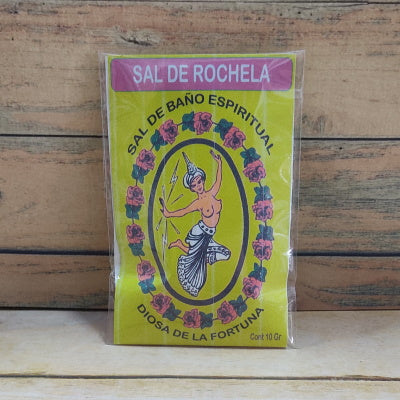 SAL DE ROCHELA
SAL DE BAÑO ESPIRITUAL
DIOSA DE LA FORTUNA
Cont 10 Gr